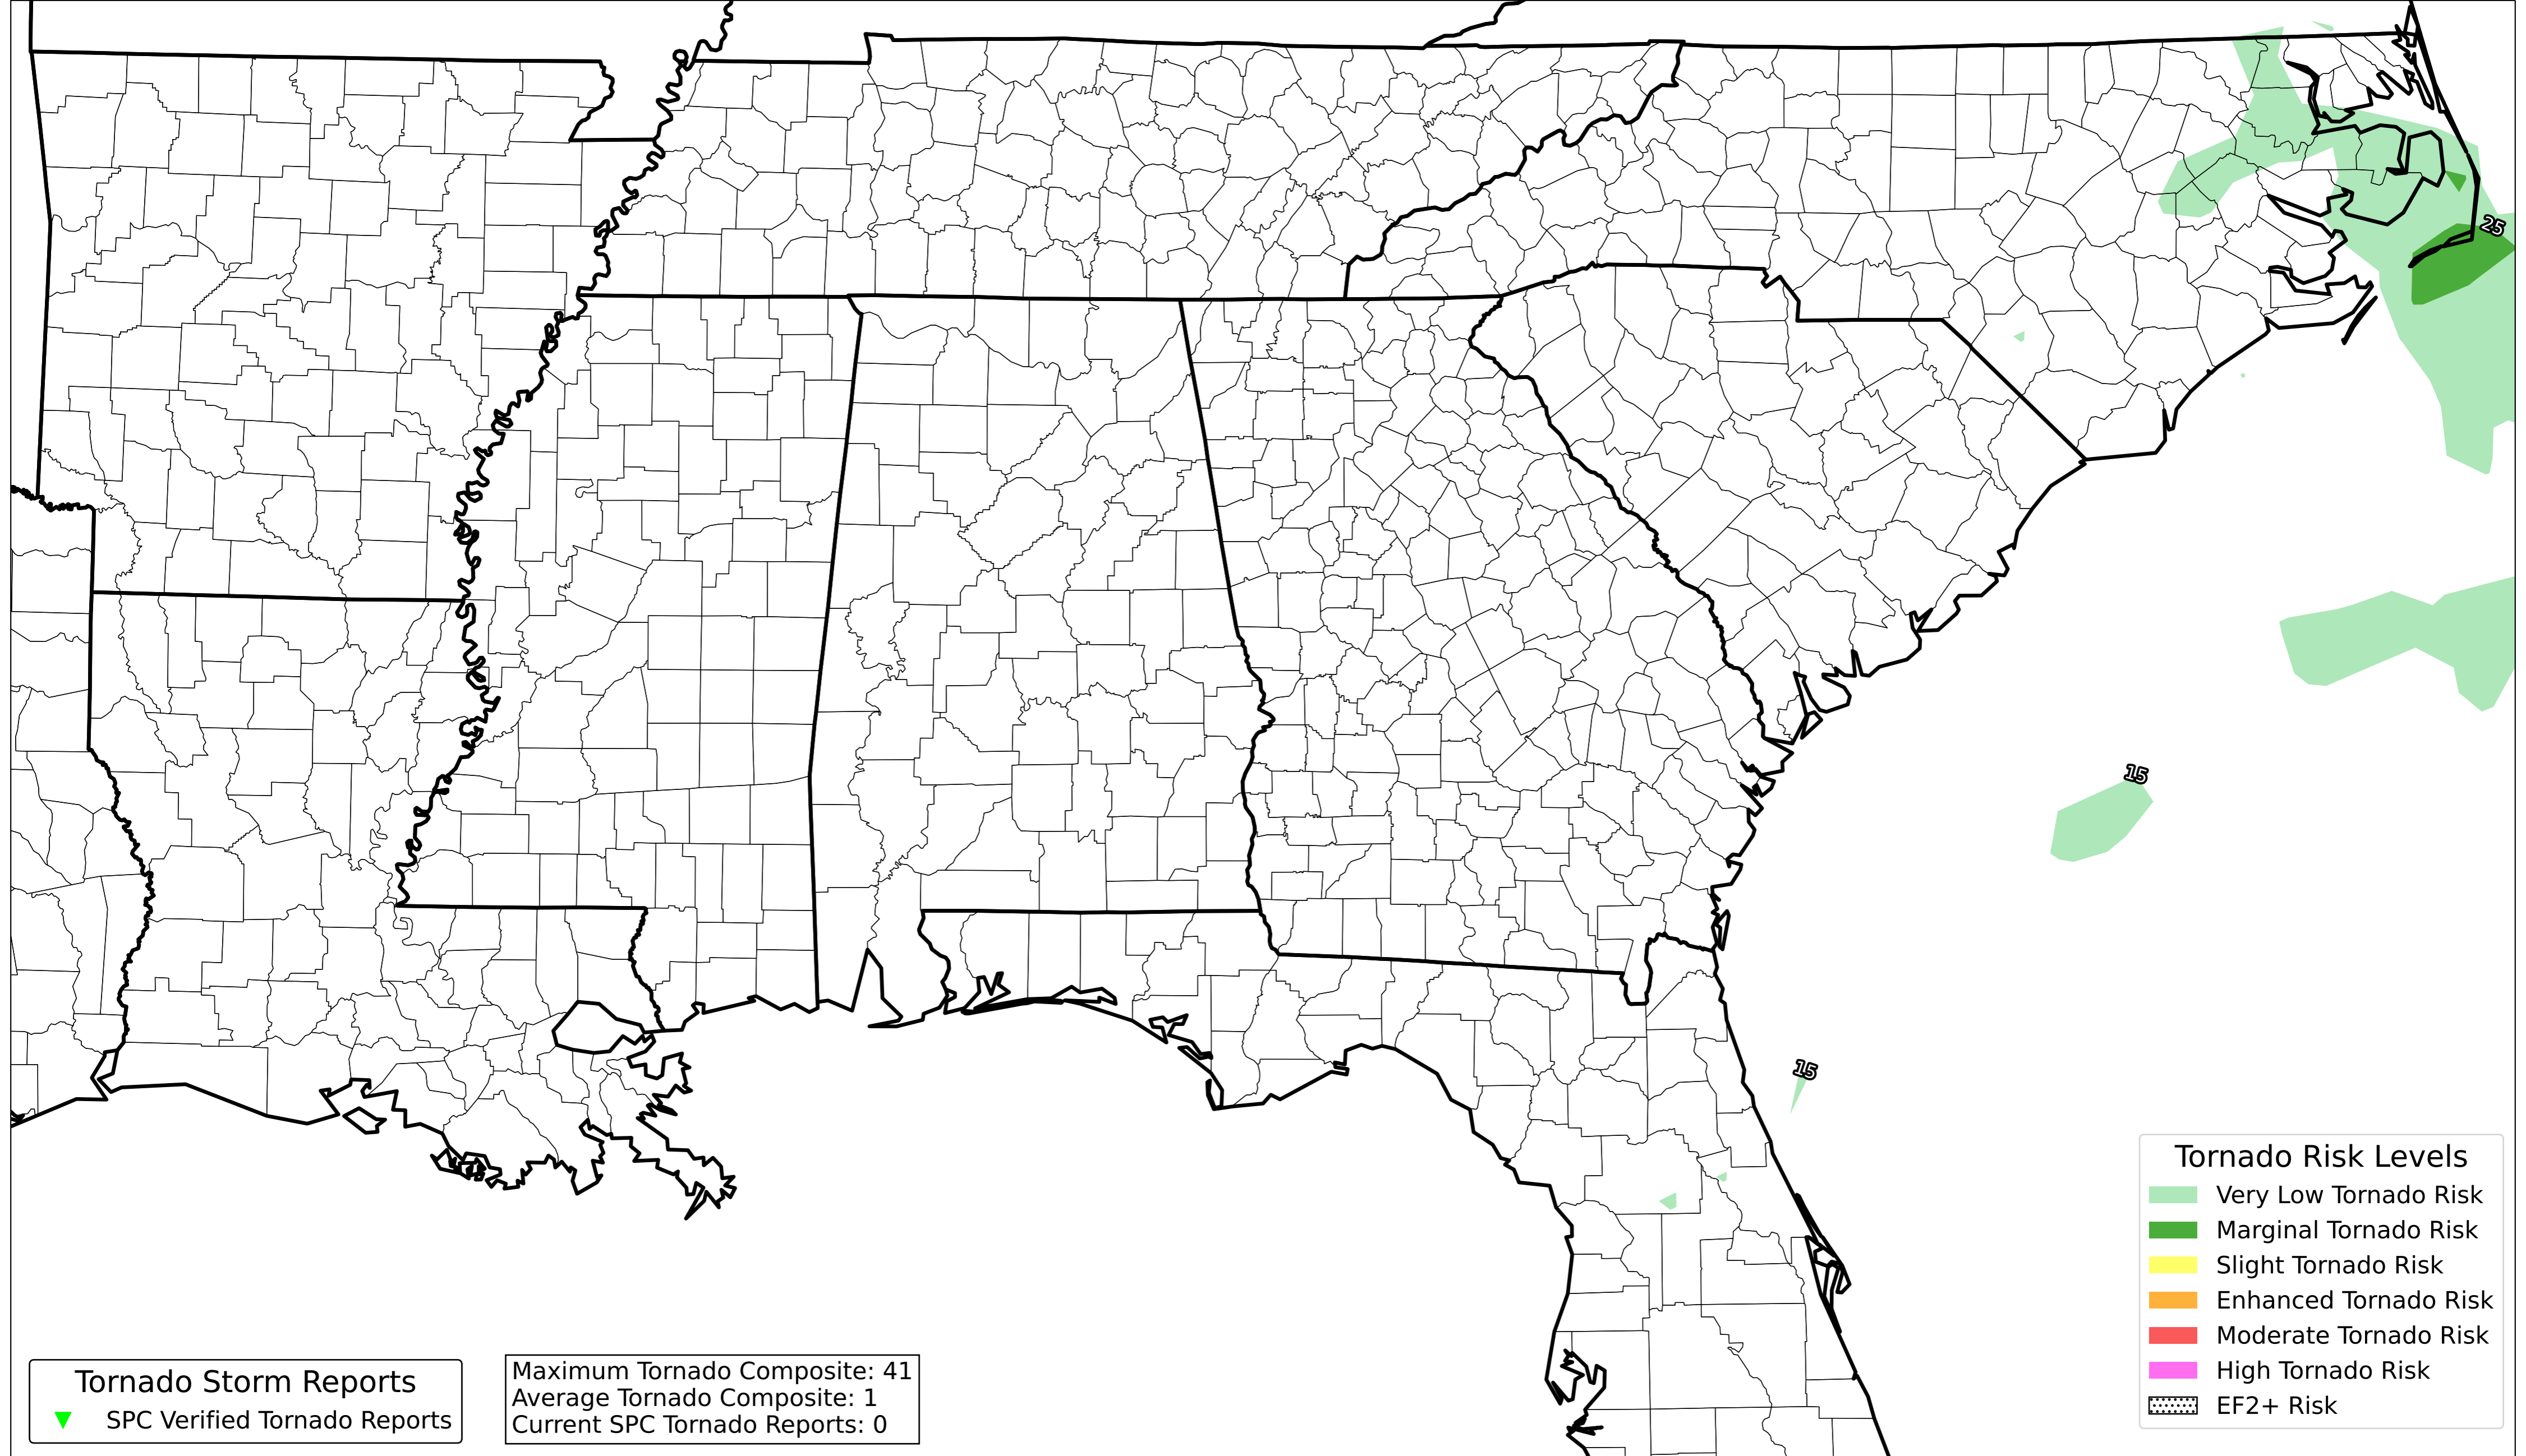 25
15
15
Tornado Risk Levels
Very Low Tornado Risk
Marginal Tornado Risk
Slight Tornado Risk
Enhanced Tornado Risk
Moderate Tornado Risk
High Tornado Risk
EF2+ Risk
Tornado Storm Reports
SPC Verified Tornado Reports
Maximum Tornado Composite: 41
Average Tornado Composite: 1
Current SPC Tornado Reports: 0